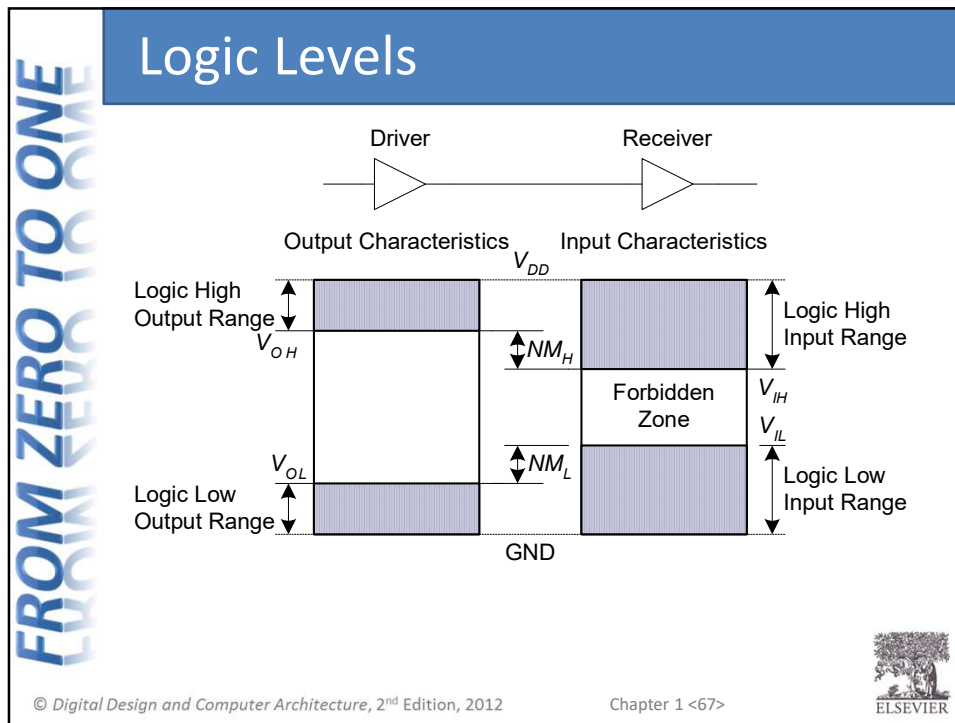 Logic Levels
FROM ZERO TO ONE
Driver
Receiver
Output Characteristics
Input Characteristics
VDD
Logic High
Output Range
VOH
NMH
Logic High
Input Range
Forbidden
Zone
VIH
VIL
VOL
NML
Logic Low
Output Range
Logic Low
Input Range
GND
© Digital Design and Computer Architecture, 2nd Edition, 2012
Chapter 1 <67>
ELSEVIER